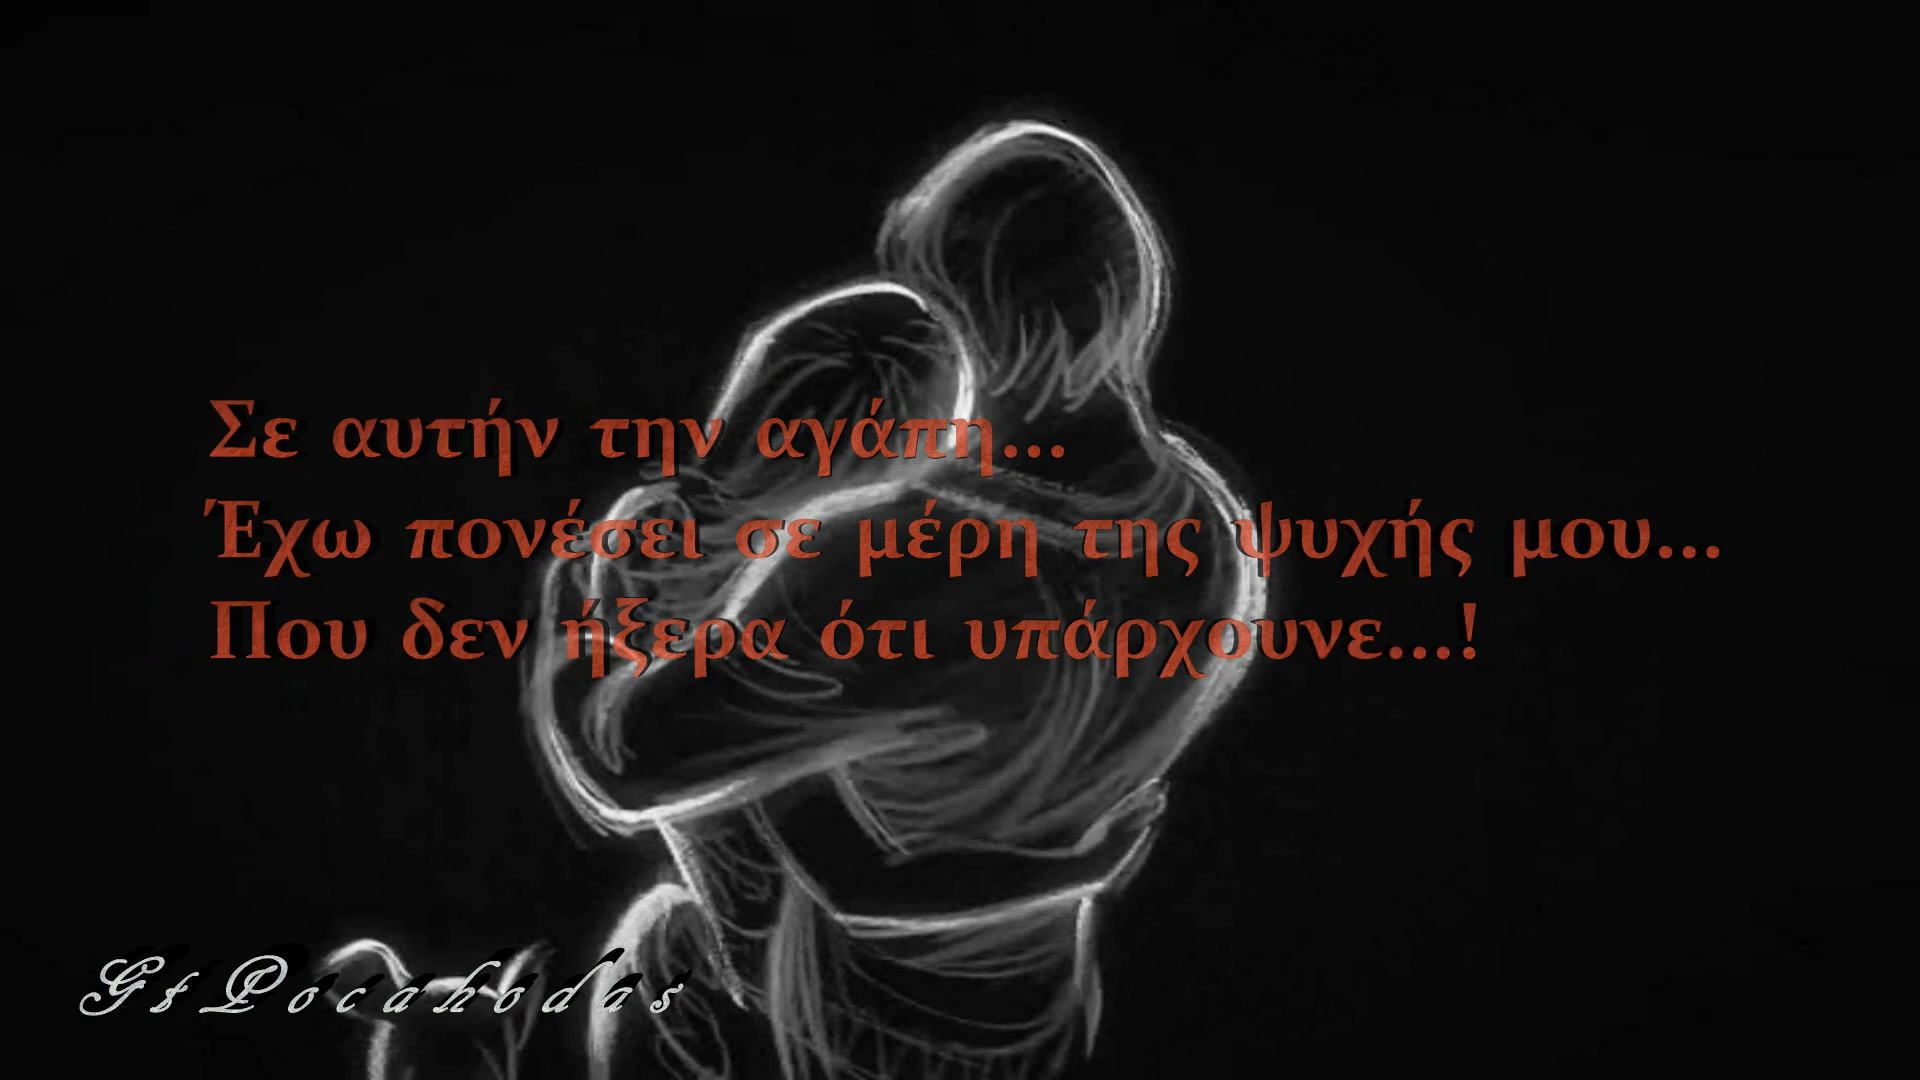 Σε αυτήν την αγάπη...
Έχω πονέσει σε μέρη της ψυχής μου...
Που δεν ήξερα ότι υπάρχουνε...!
GtPocahodas